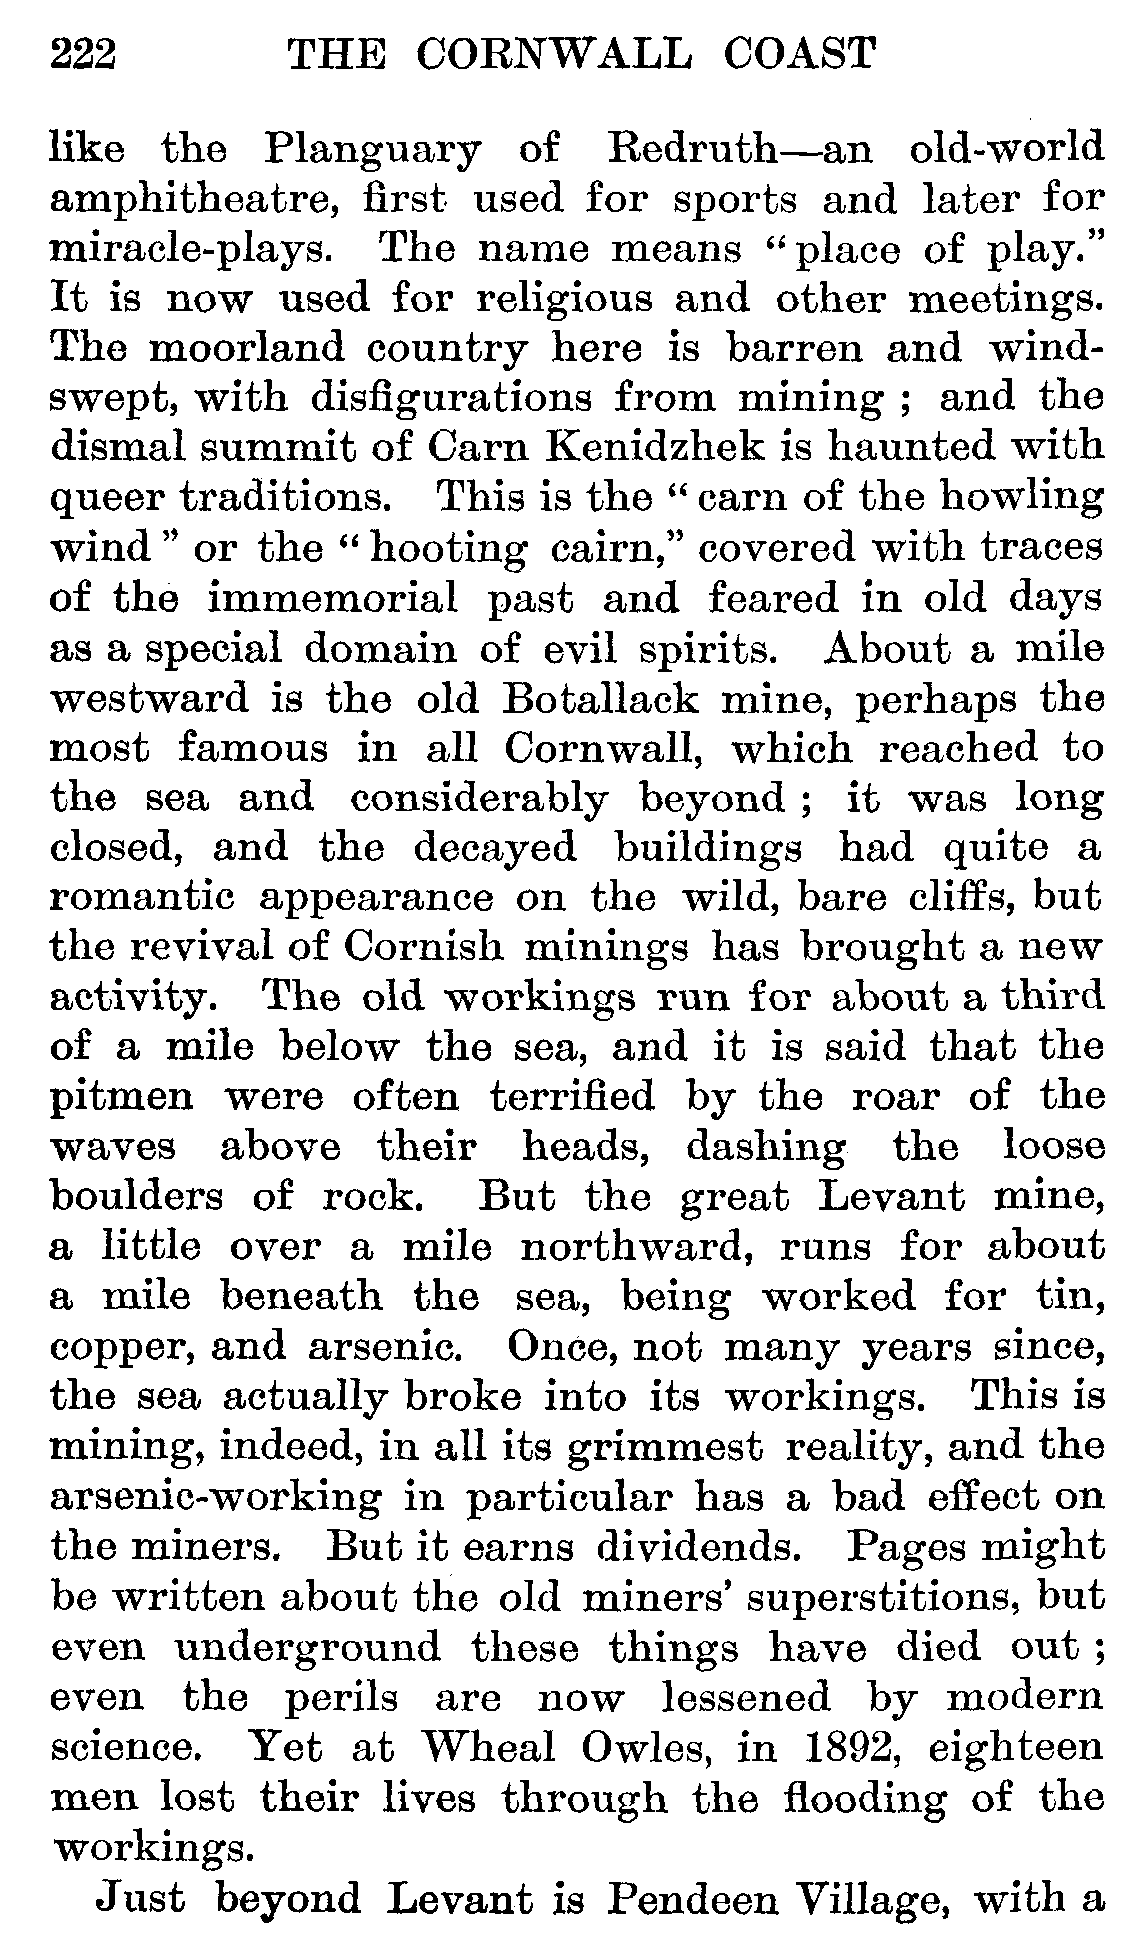 222 THE CORNWALL COAST
like the Planguary of Redruth—an old-world
amphitheatre, first used for sports and later for
miracle-plays. The name means “place of play.”
It is now used for religious and other meetings.
The moorland country here is barren and wind-
swept, with disfigurations from mining ; and the
dismal summit of Carn Kenidzhek is haunted with
queer traditions. This is the “ carn of the howling
wind ” or the “ hooting cairn,” covered with traces
of the immemorial past and feared in old days
as a special domain of evil spirits. About a mile
westward is the old Botallack mine, perhaps the
most famous in all Cornwall, which reached to
the sea and considerably beyond ; it was long
closed, and the decayed buildings had quite a
romantic appearance on the wild, bare cliffs, but
the revival of Cornish minings has brought a new
activity. The old workings run for about a third
of a mile below the sea, and it is said that the
pitmen were often terrified by the roar of the
waves above their heads, dashing the loose
boulders of rock. But the great Levant mine,
a little over a mile northward, runs for about
a mile beneath the sea, being worked for tin,
copper, and arsenic. Once, not many years since,
the sea actually broke into its workings. This is
mining, indeed, in all its grimmest reality, and the
arsenic-working in particular has a bad effect on
the miners. But it earns dividends. Pages might
be written about the old miners’ superstitions, but
even underground these things have died out ;
even the perils are now lessened by modern
science. Yet at Wheal Owles, in 1892, eighteen
men lost their lives through the flooding of the
workings.
Just beyond Levant is Pendeen Village, with a